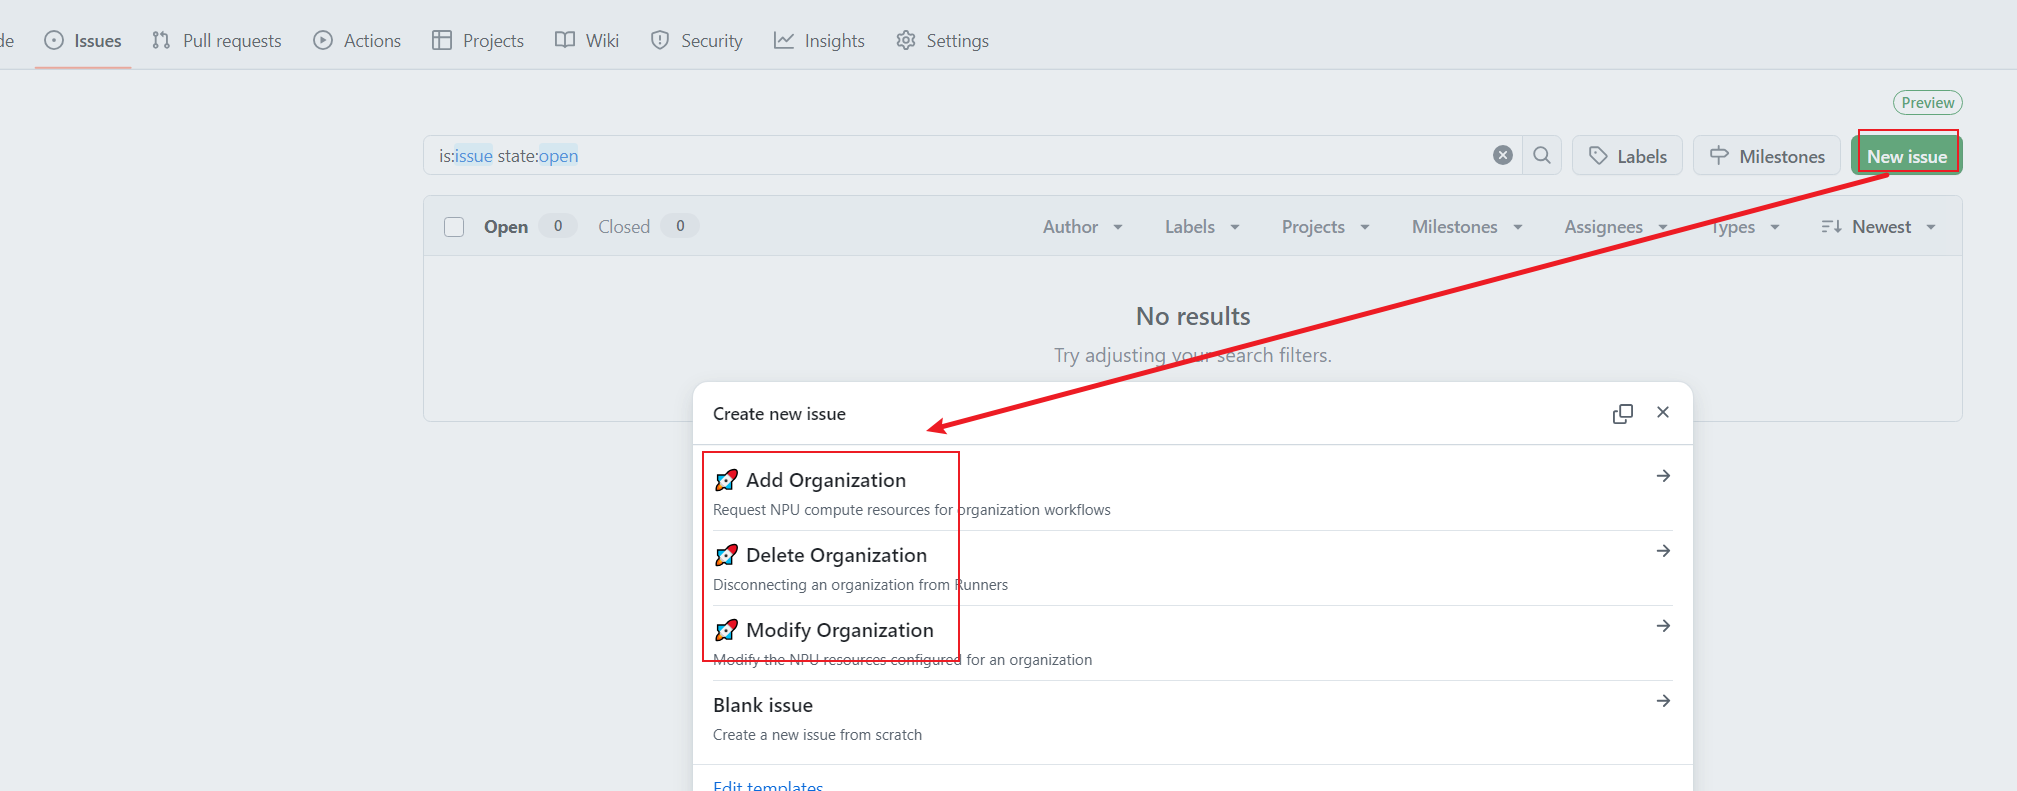 de Issues Pull requests Actions Projects Wiki Security Insights Settings
Preview
is:issue state:open Labels Milestones New issue
Open 0 Closed 0 Author Labels Projects Milestones Assignees Types Newest
No results
Try adjusting your search filters.
Create new issue
Add Organization
Request NPU compute resources for organization workflows
Delete Organization
Disconnecting an organization from Runners
Modify Organization
Modify the NPU resources configured for an organization
Blank issue
Create a new issue from scratch
Edit templates